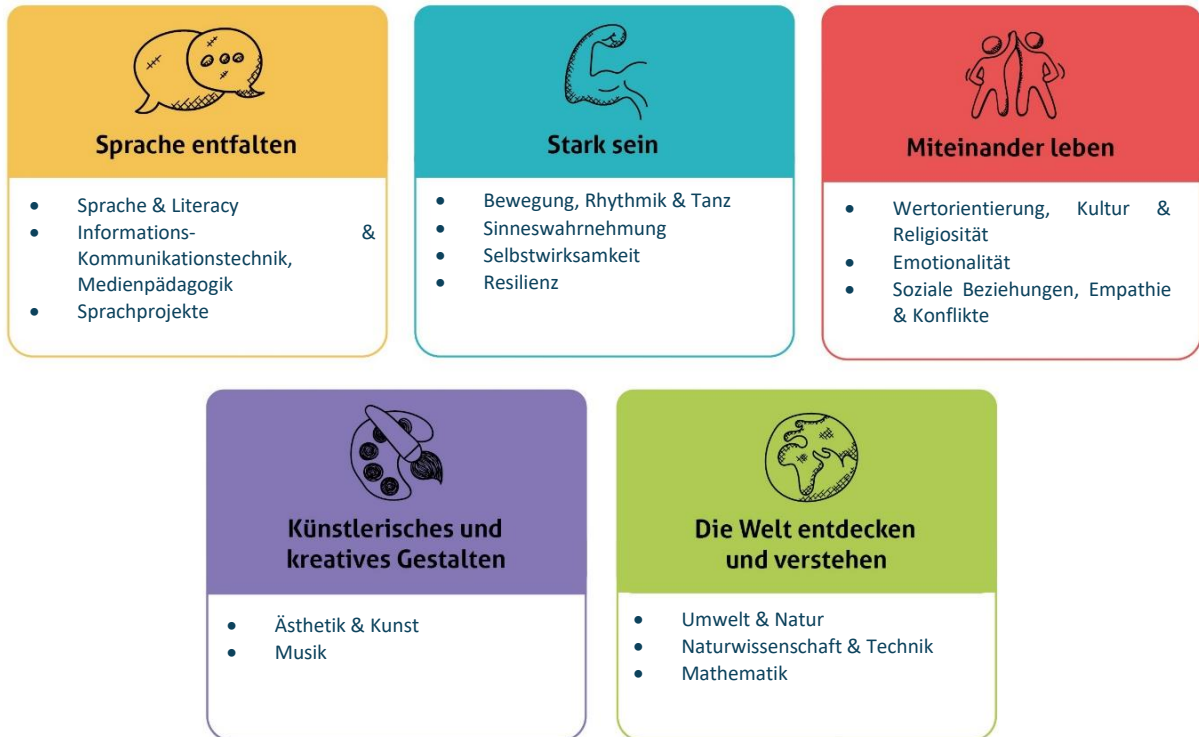 Sprache entfalten
• Sprache & Literacy
• Informations- &
Kommunikationstechnik,
Medienpädagogik
• Sprachprojekte
Stark sein
• Bewegung, Rhythmik & Tanz
• Sinneswahrnehmung
• Selbstwirksamkeit
• Resilienz
Miteinander leben
• Wertorientierung, Kultur &
Religiosität
• Emotionalität
• Soziale Beziehungen, Empathie
& Konflikte
Künstlerisches und
kreatives Gestalten
• Ästhetik & Kunst
• Musik
Die Welt entdecken
und verstehen
• Umwelt & Natur
• Naturwissenschaft & Technik
• Mathematik